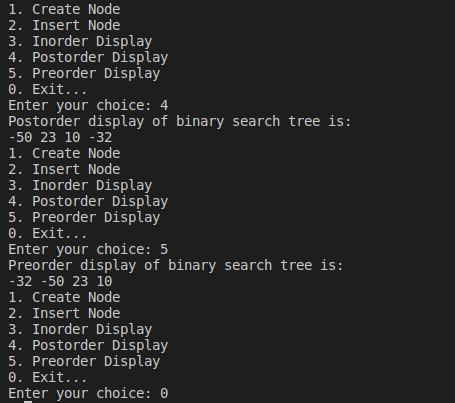 1. Create Node
2. Insert Node
3. Inorder Display
4. Postorder Display
5. Preorder Display
0. Exit...
Enter your choice: 4
Postorder display of binary search tree is:
-50 23 10 -32
1. Create Node
2. Insert Node
3. Inorder Display
4. Postorder Display
5. Preorder Display
0. Exit...
Enter your choice: 5
Preorder display of binary search tree is:
-32 -50 23 10
1. Create Node
2. Insert Node
3. Inorder Display
4. Postorder Display
5. Preorder Display
0. Exit...
Enter your choice: 0